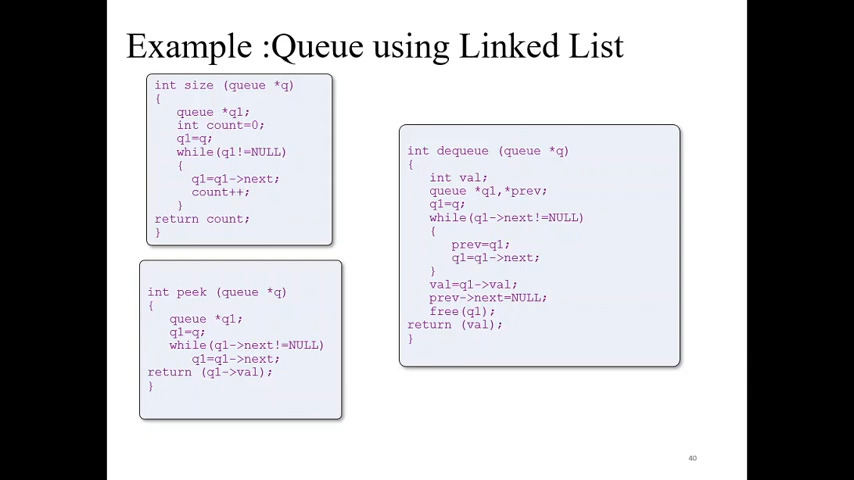 Example :Queue using Linked List
int size (queue *q)
{
queue *q1;
int count=0;
q1=q;
while(q1!=NULL)
{
q1=q1->next;
count++;
}
return count;
}
int peek (queue *q)
{
queue *q1;
q1=q;
while(q1->next!=NULL)
q1=q1->next;
return (q1->val);
}
int dequeue (queue *q)
{
int val;
queue *q1,*prev;
q1=q;
while(q1->next!=NULL)
{
prev=q1;
q1=q1->next;
}
val=q1->val;
prev->next=NULL;
free(q1);
return (val);
}
40